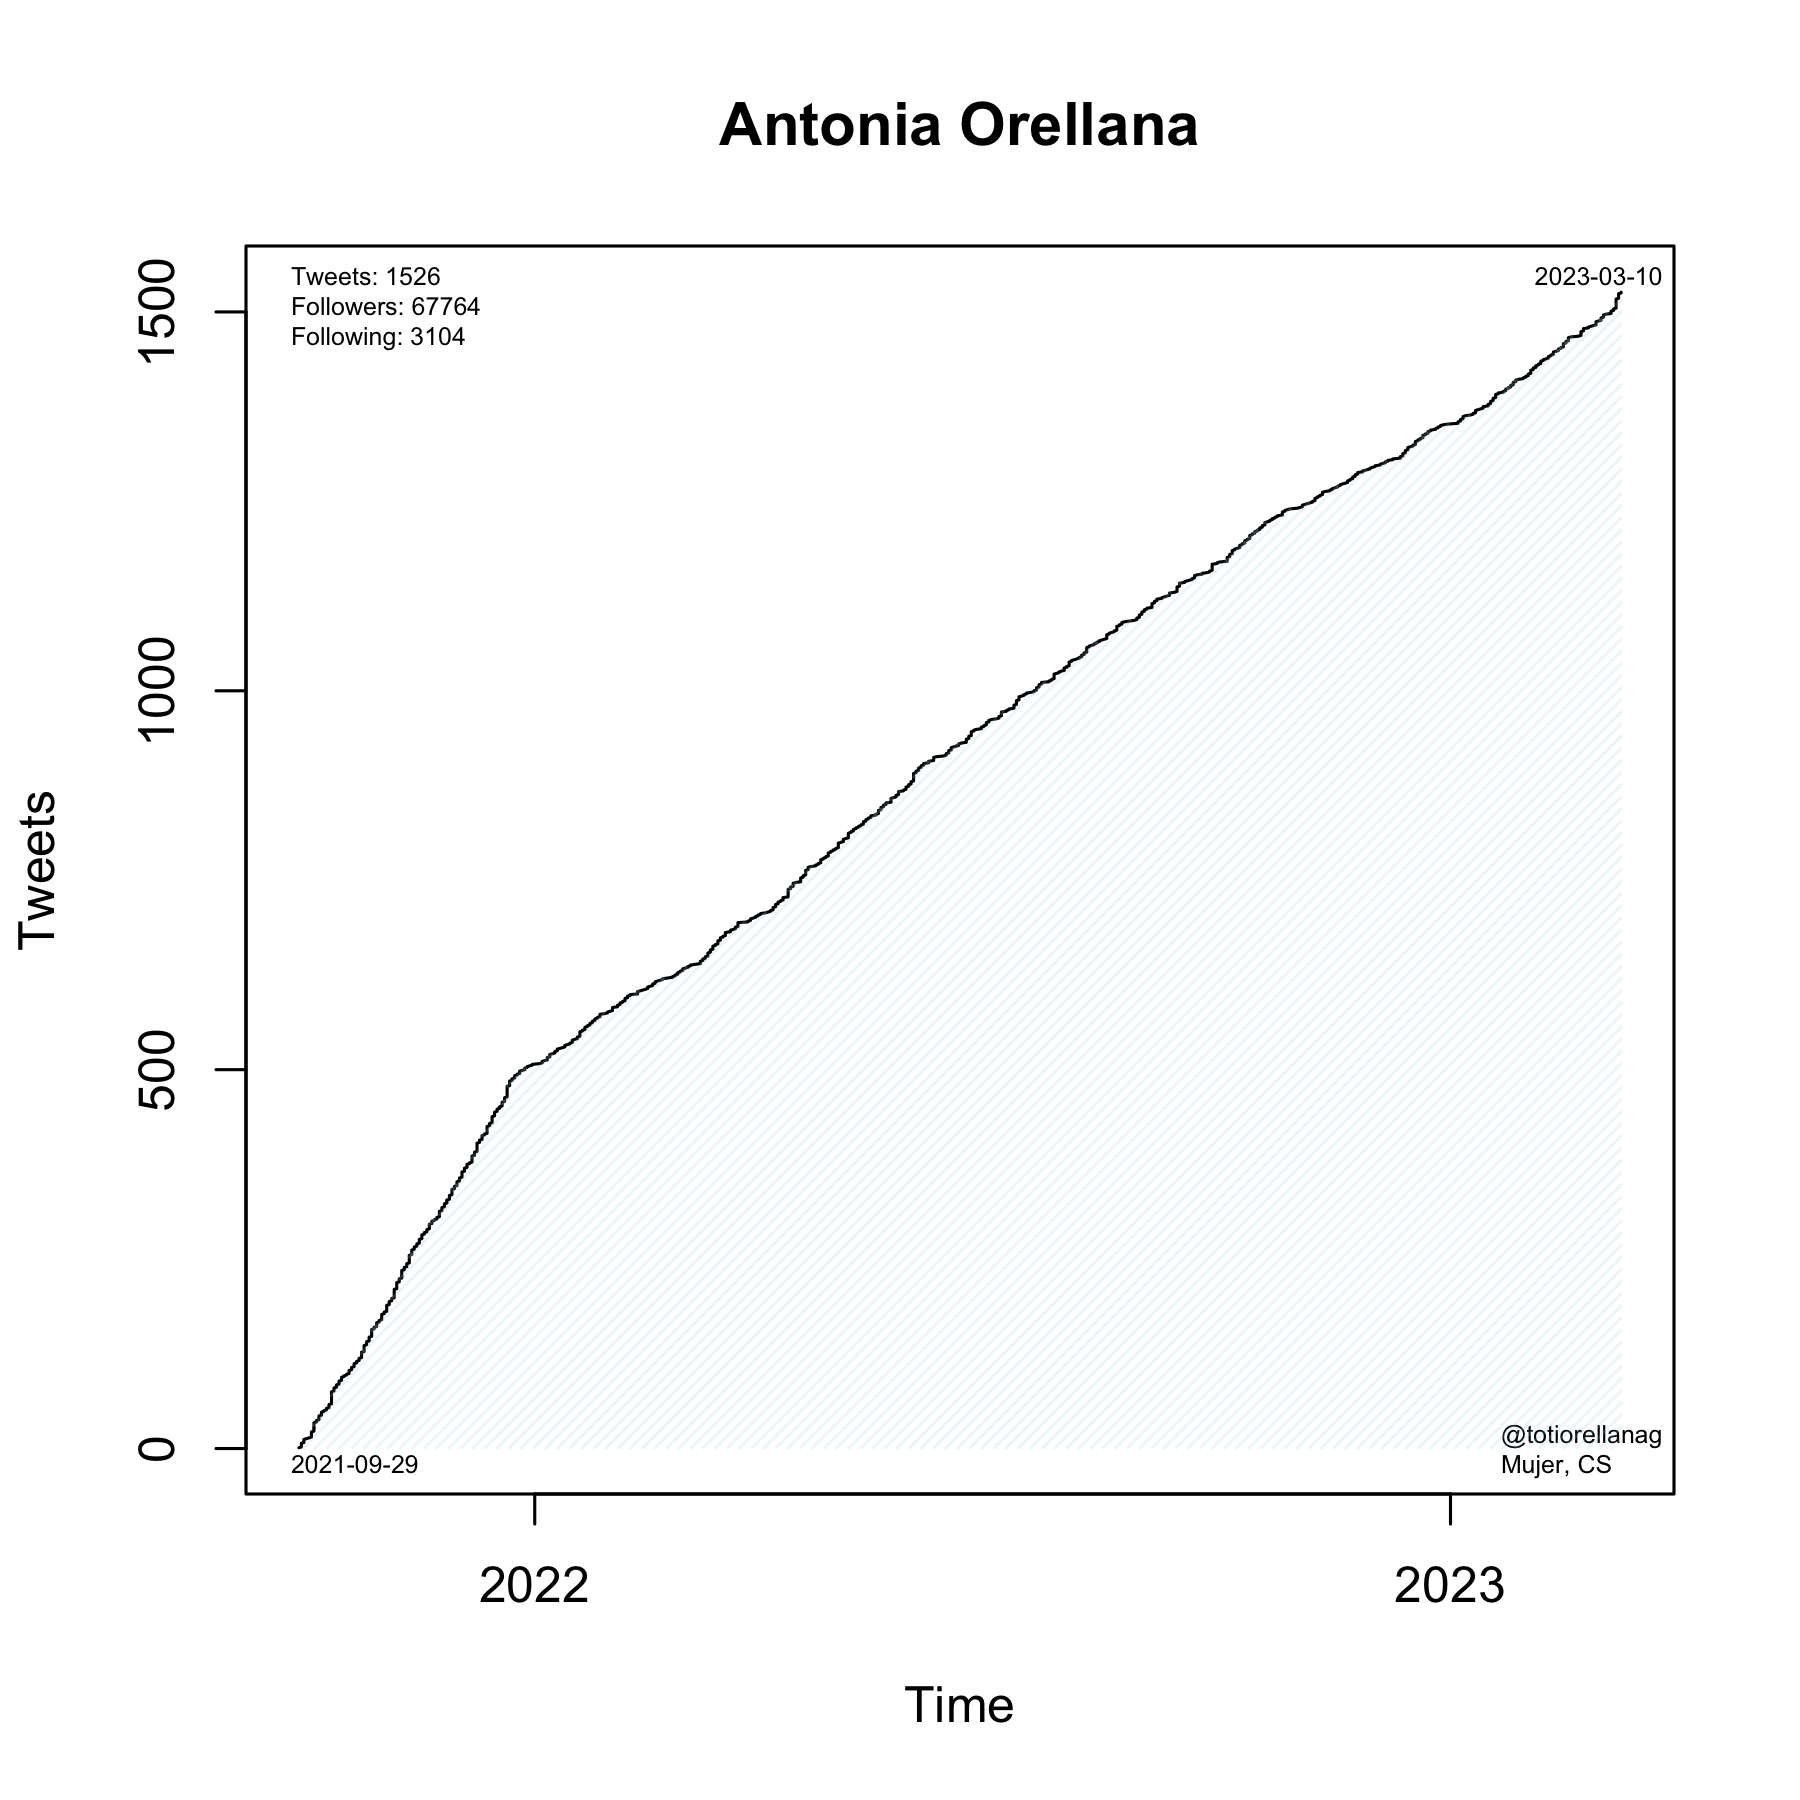 Antonia Orellana
Tweets: 1526
Followers: 67764
Following: 3104
2023-03-10
1500
1000
500
0
Tweets
@totiorellanag
Mujer, CS
2021-09-29
2022
2023
Time